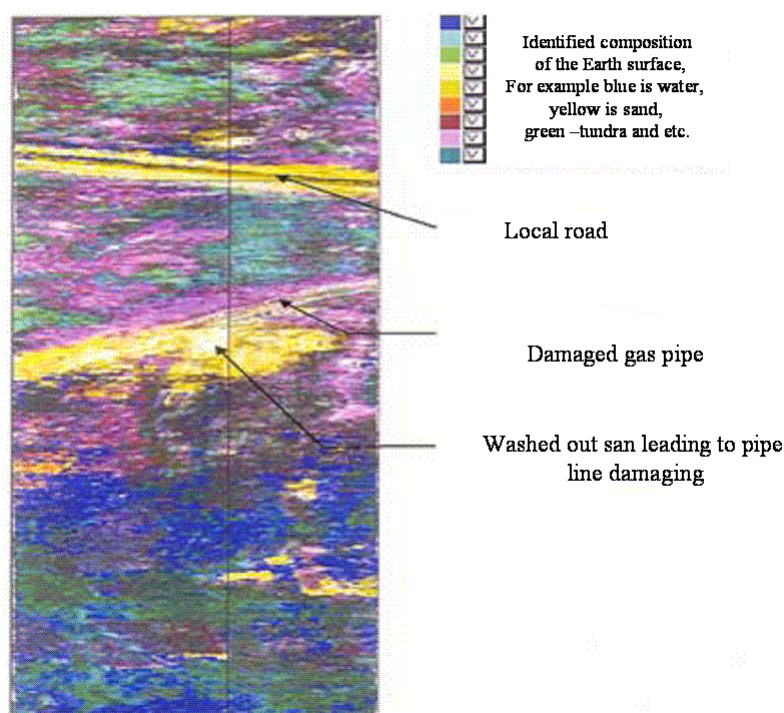 Identified composition
of the Earth surface,
For example blue is water,
yellow is sand,
green –tundra and etc.
Local road
Damaged gas pipe
Washed out san leading to pipe
line damaging